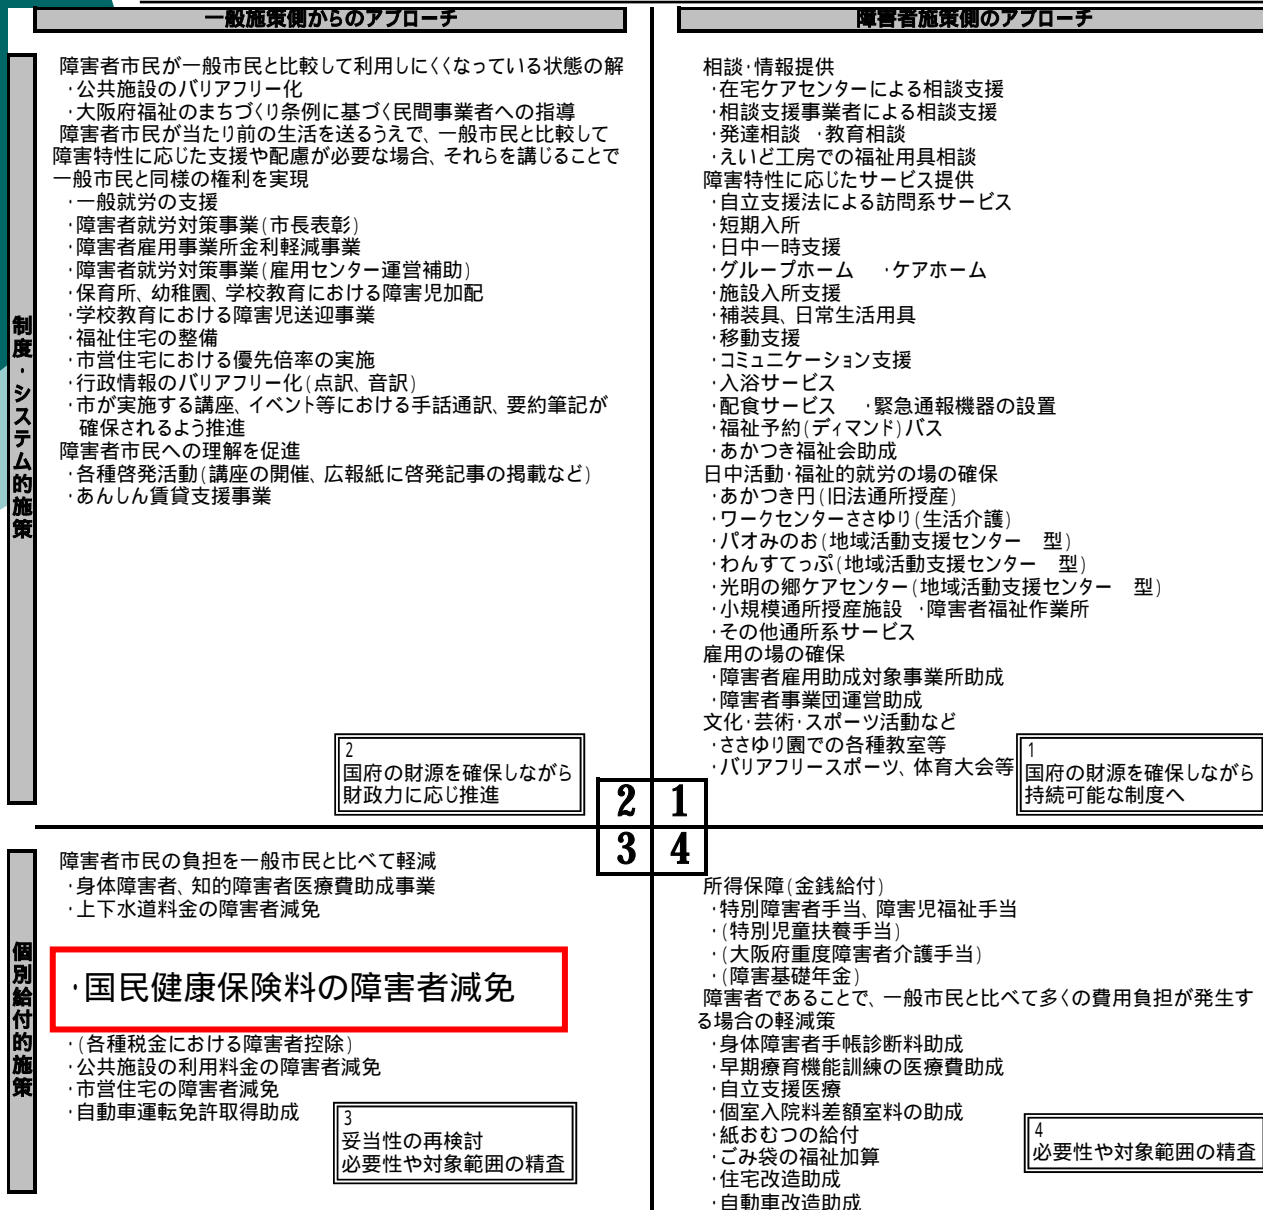 一般施策側からのアプローチ
障害者施策側のアプローチ
制度・システム的施策
障害者市民が一般市民と比較して利用しにくくなっている状態の解
・公共施設のバリアフリー化
・大阪府福祉のまちづくり条例に基づく民間事業者への指導
障害者市民が当たり前の生活を送るうえで、一般市民と比較して
障害特性に応じた支援や配慮が必要な場合、それらを講じることで
一般市民と同様の権利を実現
・一般就労の支援
・障害者就労対策事業(市長表彰)
・障害者雇用事業所金利軽減事業
・障害者就労対策事業(雇用センター運営補助)
・保育所、幼稚園、学校教育における障害児加配
・学校教育における障害児送迎事業
・福祉住宅の整備
・市営住宅における優先倍率の実施
・行政情報のバリアフリー化(点訳、音訳)
・市が実施する講座、イベント等における手話通訳、要約筆記が
確保されるよう推進
障害者市民への理解を促進
・各種啓発活動(講座の開催、広報紙に啓発記事の掲載など)
・あんしん賃貸支援事業
2
国府の財源を確保しながら
財政力に応じ推進
相談・情報提供
・在宅ケアセンターによる相談支援
・相談支援事業者による相談支援
・発達相談 ・教育相談
・えいど工房での福祉用具相談
障害特性に応じたサービス提供
・自立支援法による訪問系サービス
・短期入所
・日中一時支援
・グループホーム ・ケアホーム
・施設入所支援
・補装具、日常生活用具
・移動支援
・コミュニケーション支援
・入浴サービス
・配食サービス ・緊急通報機器の設置
・福祉予約(ディマンド)バス
・あかつき福祉会助成
日中活動・福祉的就労の場の確保
・あかつき円(旧法通所授産)
・ワークセンターささゆり(生活介護)
・パオみのお(地域活動支援センター 型)
・わんすてっぷ(地域活動支援センター 型)
・光明の郷ケアセンター(地域活動支援センター 型)
・小規模通所授産施設 ・障害者福祉作業所
・その他通所系サービス
雇用の場の確保
・障害者雇用助成対象事業所助成
・障害者事業団運営助成
文化・芸術・スポーツ活動など
・ささゆり園での各種教室等
・バリアフリースポーツ、体育大会等
1
国府の財源を確保しながら
持続可能な制度へ
2 1
3 4
個別給付的施策
障害者市民の負担を一般市民と比べて軽減
・身体障害者、知的障害者医療費助成事業
・上下水道料金の障害者減免
・国民健康保険料の障害者減免
・(各種税金における障害者控除)
・公共施設の利用料金の障害者減免
・市営住宅の障害者減免
・自動車運転免許取得助成
3
妥当性の再検討
必要性や対象範囲の精査
所得保障(金銭給付)
・特別障害者手当、障害児福祉手当
・(特別児童扶養手当)
・(大阪府重度障害者介護手当)
・(障害基礎年金)
障害者であることで、一般市民と比べて多くの費用負担が発生す
る場合の軽減策
・身体障害者手帳診断料助成
・早期療育機能訓練の医療費助成
・自立支援医療
・個室入院料差額室料の助成
・紙おむつの給付
・ごみ袋の福祉加算
・住宅改造助成
・自動車改造助成
4
必要性や対象範囲の精査